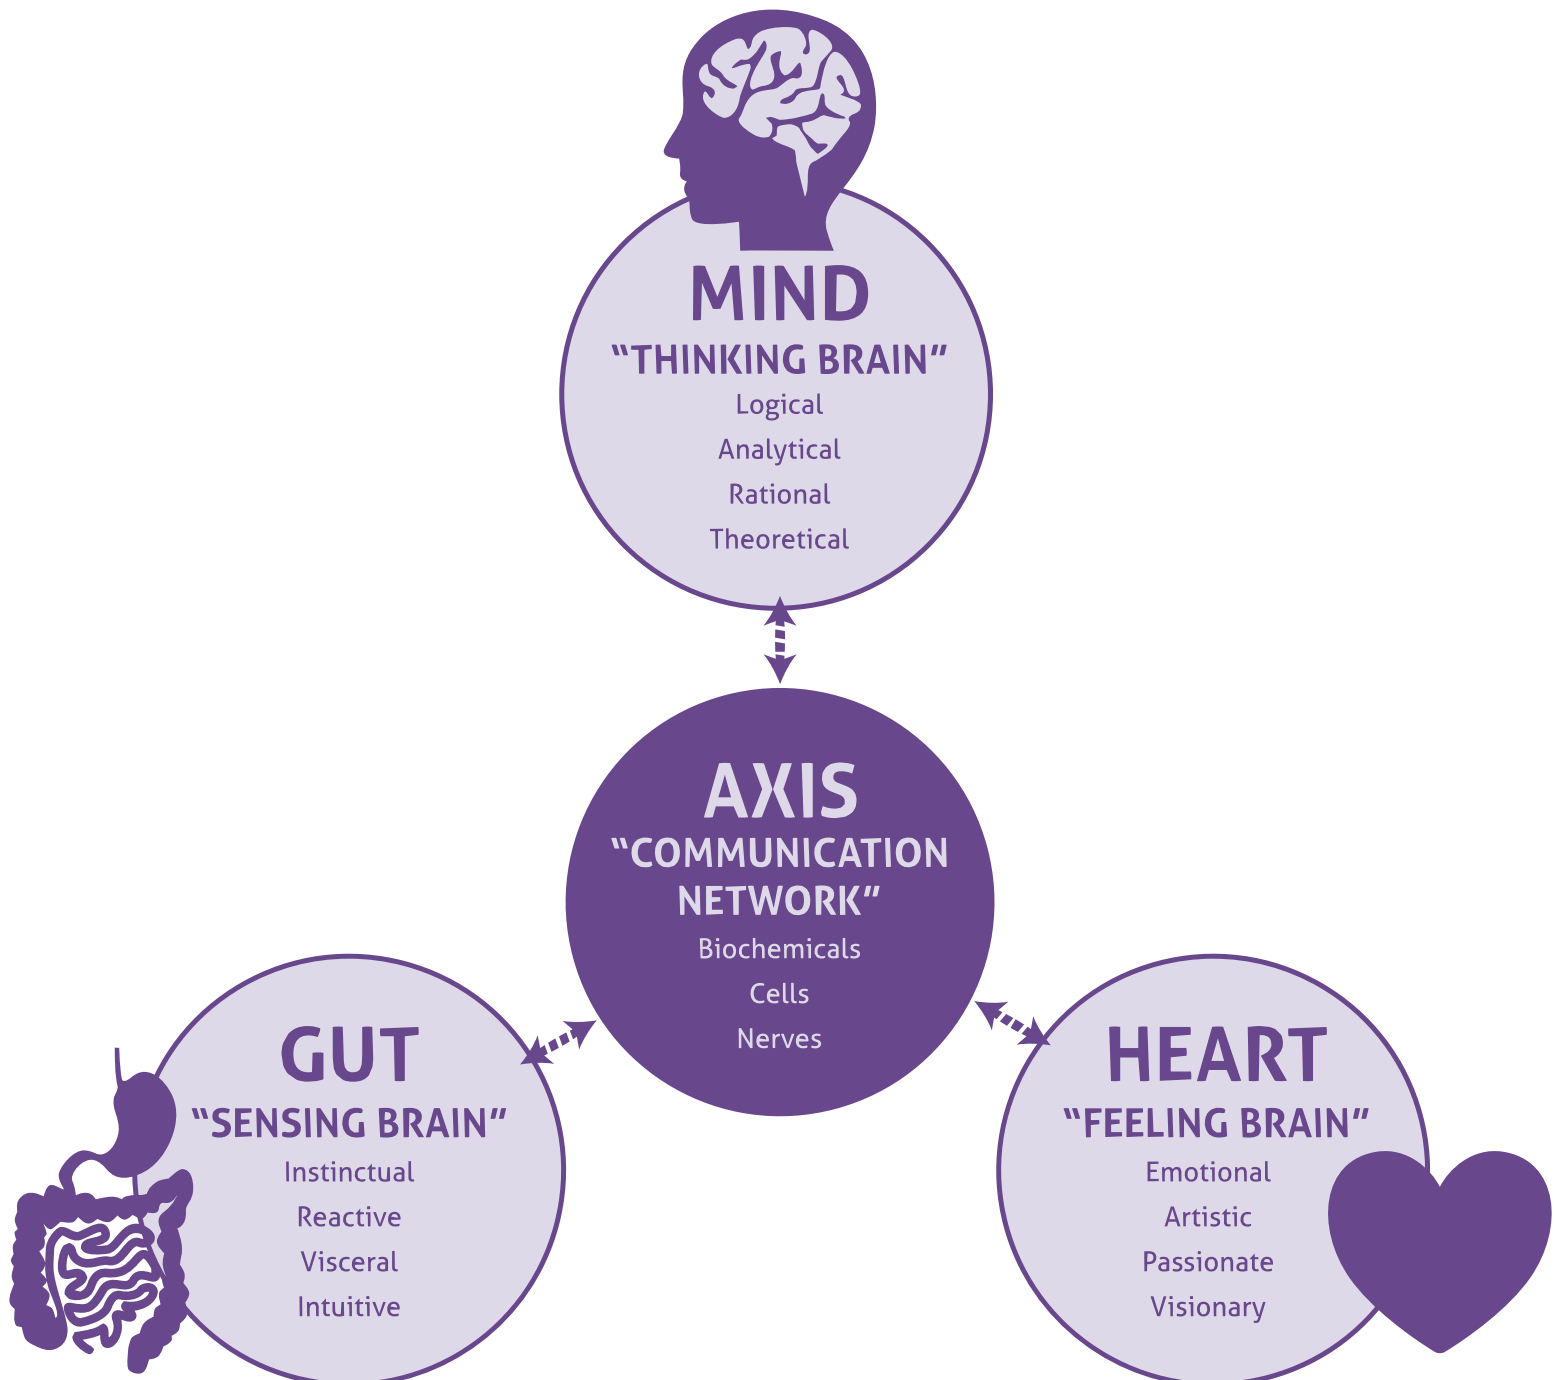 MIND
“THINKING BRAIN”
Logical
Analytical
Rational
Theoretical
AXIS
“COMMUNICATION
NETWORK”
Biochemicals
Cells
Nerves
GUT
“SENSING BRAIN”
Instinctual
Reactive
Visceral
Intuitive
HEART
“FEELING BRAIN”
Emotional
Artistic
Passionate
Visionary